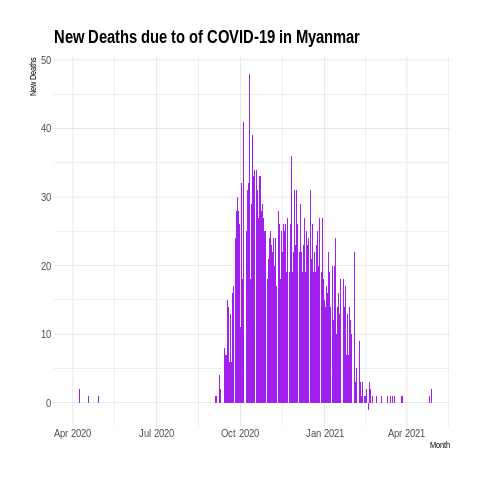 New Deaths due to of COVID-19 in Myanmar
New Deaths
50
40
30
20
10
0
Apr 2020 Jul 2020 Oct 2020 Jan 2021 Apr 2021
Month